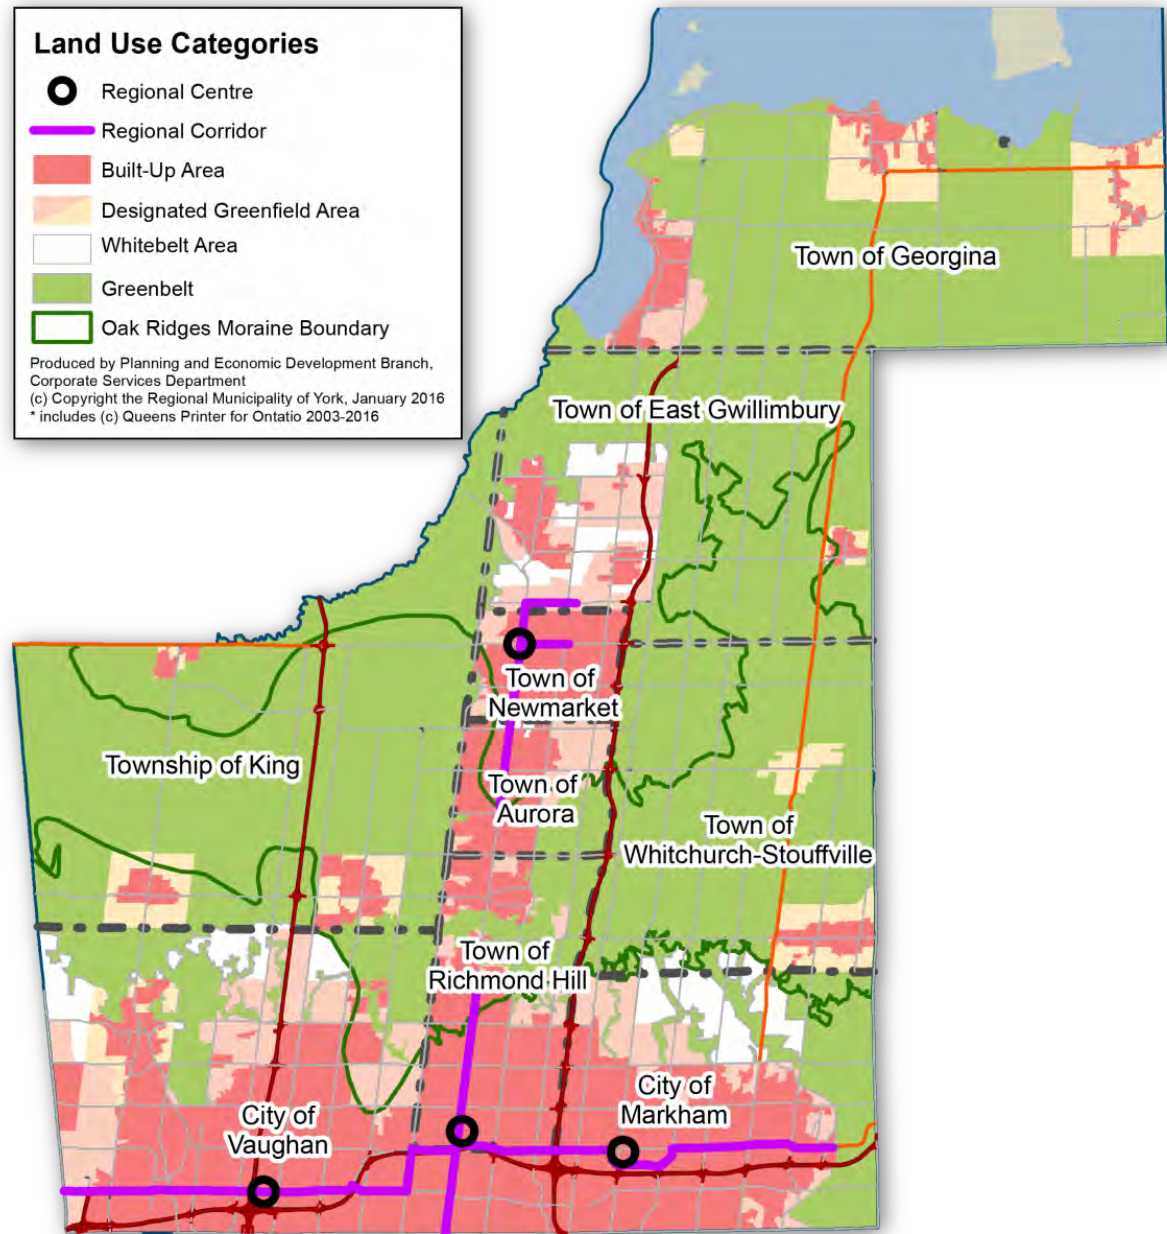 Land Use Categories
Regional Centre
Regional Corridor
Built-Up Area
Designated Greenfield Area
Whitebelt Area
Greenbelt
Oak Ridges Moraine Boundary
Produced by Planning and Economic Development Branch,
Corporate Services Department
(c) Copyright the Regional Municipality of York, January 2016
* includes (c) Queens Printer for Ontatio 2003-2016
Town of Georgina
Town of East Gwillimbury
Town of
Newmarket
Township of King
Town of
Aurora
Town of
Whitchurch-Stouffville
Town of
Richmond Hill
City of
Markham
City of
Vaughan